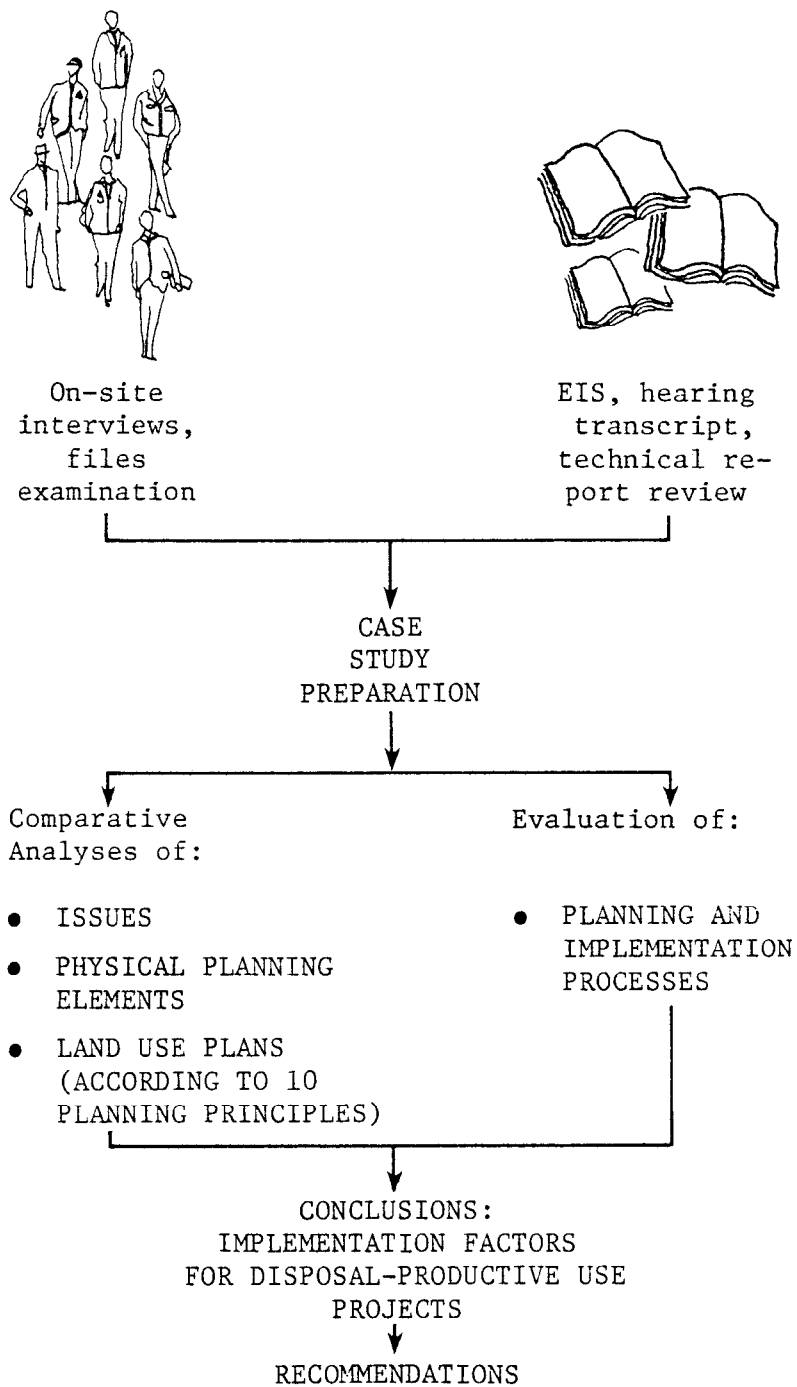 On-site
interviews,
files
examination
EIS, hearing
transcript,
technical re-
port review
CASE
STUDY
PREPARATION
Comparative
Analyses of:
● ISSUES
● PHYSICAL PLANNING
ELEMENTS
● LAND USE PLANS
(ACCORDING TO 10
PLANNING PRINCIPLES)
Evaluation of:
● PLANNING AND
IMPLEMENTATION
PROCESSES
CONCLUSIONS:
IMPLEMENTATION FACTORS
FOR DISPOSAL-PRODUCTIVE USE
PROJECTS
RECOMMENDATIONS